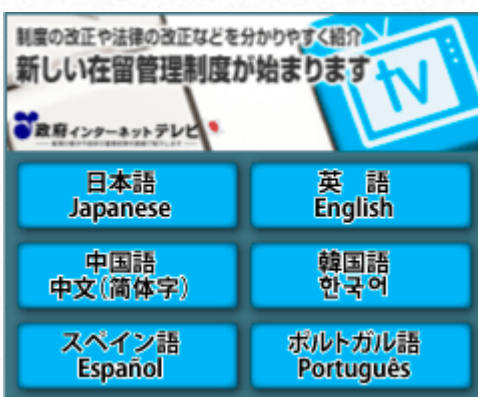 制度の改正や法律の改正などを分かりやすく紹介
新しい在留管理制度が始まります
tv
政府インターネットテレビ
日本語
Japanese
英 語
English
中国語
中文(简体字)
韓国語
한국어
スペイン語
Español
ポルトガル語
Português